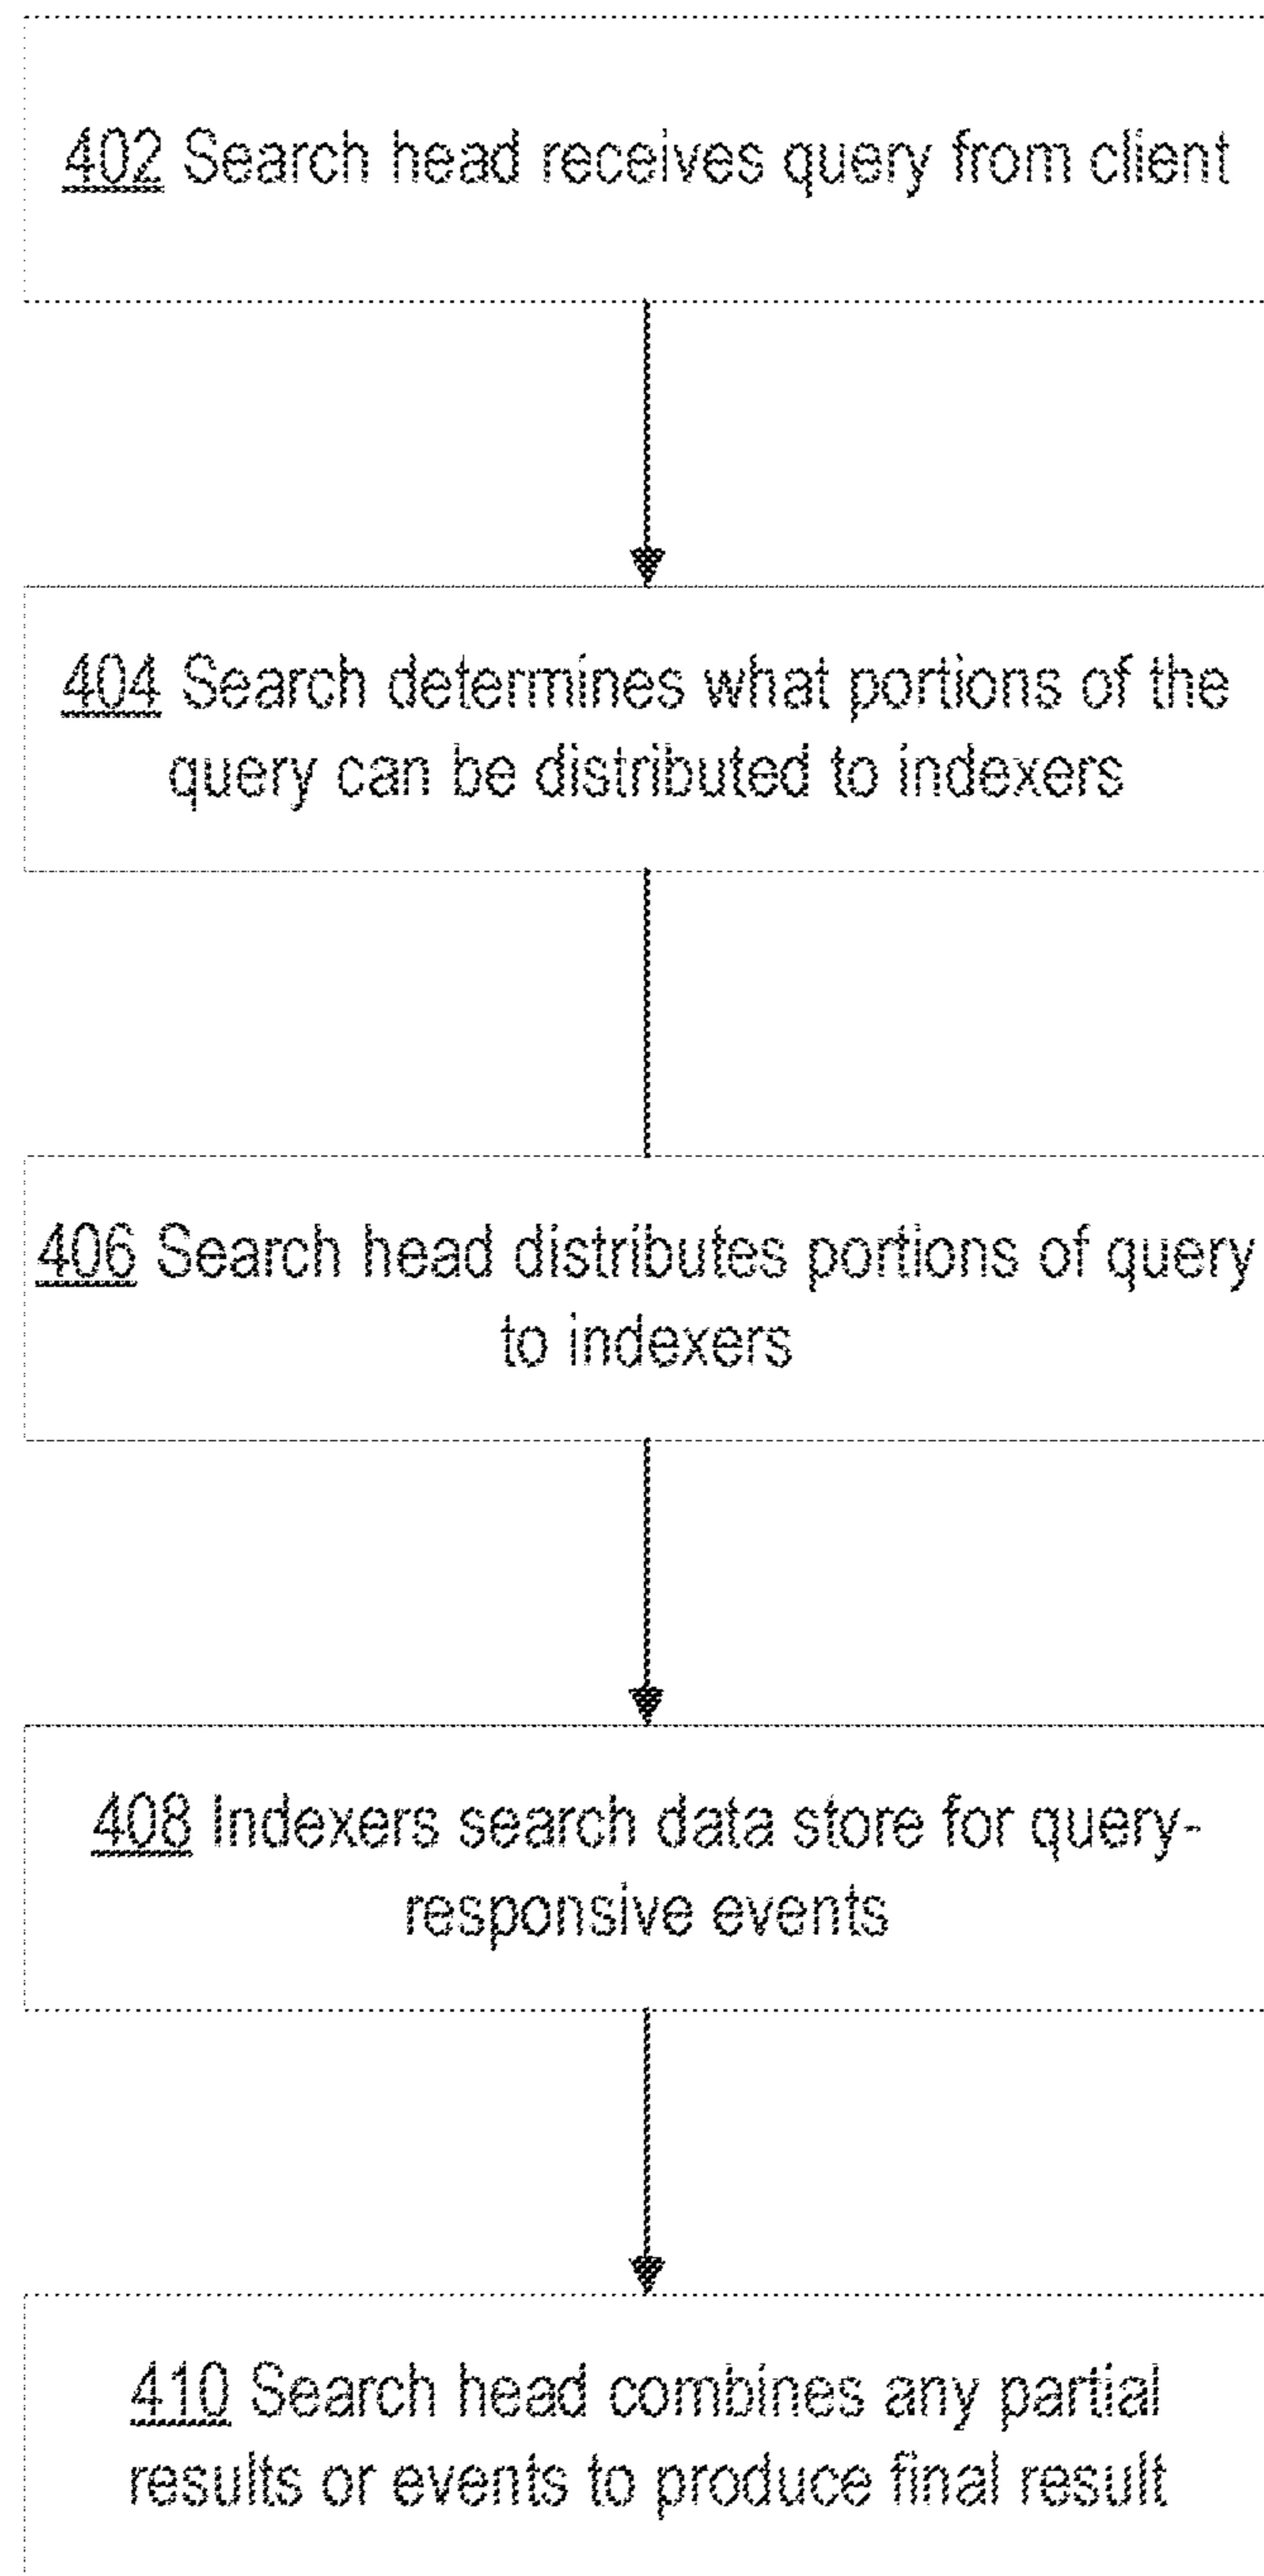 402 Search head receives query from client
404 Search determines what portions of the
query can be distributed to indexers
406 Search head distributes portions of query
to indexers
408 Indexers search data store for query-
responsive events
410 Search head combines any partial
results or events to produce final result